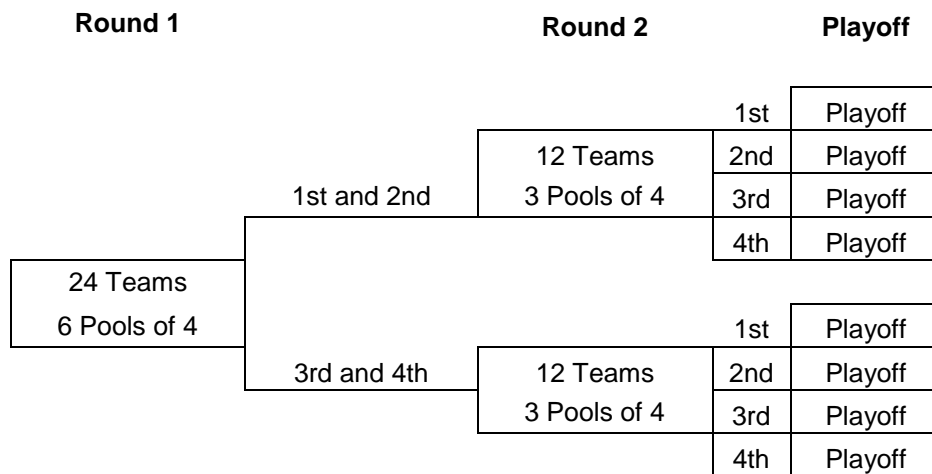 Round 1 Round 2 Playoff
1st Playoff
12 Teams 2nd Playoff
1st and 2nd 3 Pools of 4 3rd Playoff
4th Playoff
24 Teams
6 Pools of 4 1st Playoff
3rd and 4th 12 Teams 2nd Playoff
3 Pools of 4 3rd Playoff
4th Playoff